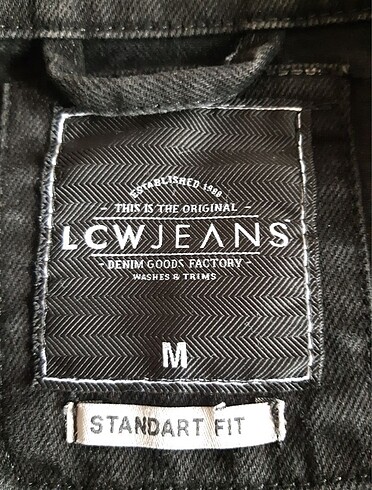 ESTABLISHED 1988
- THIS IS THE ORIGINAL -
LCWJEANS
- DENIM GOODS FACTORY -
WASHES & TRIMS
M
STANDART FIT